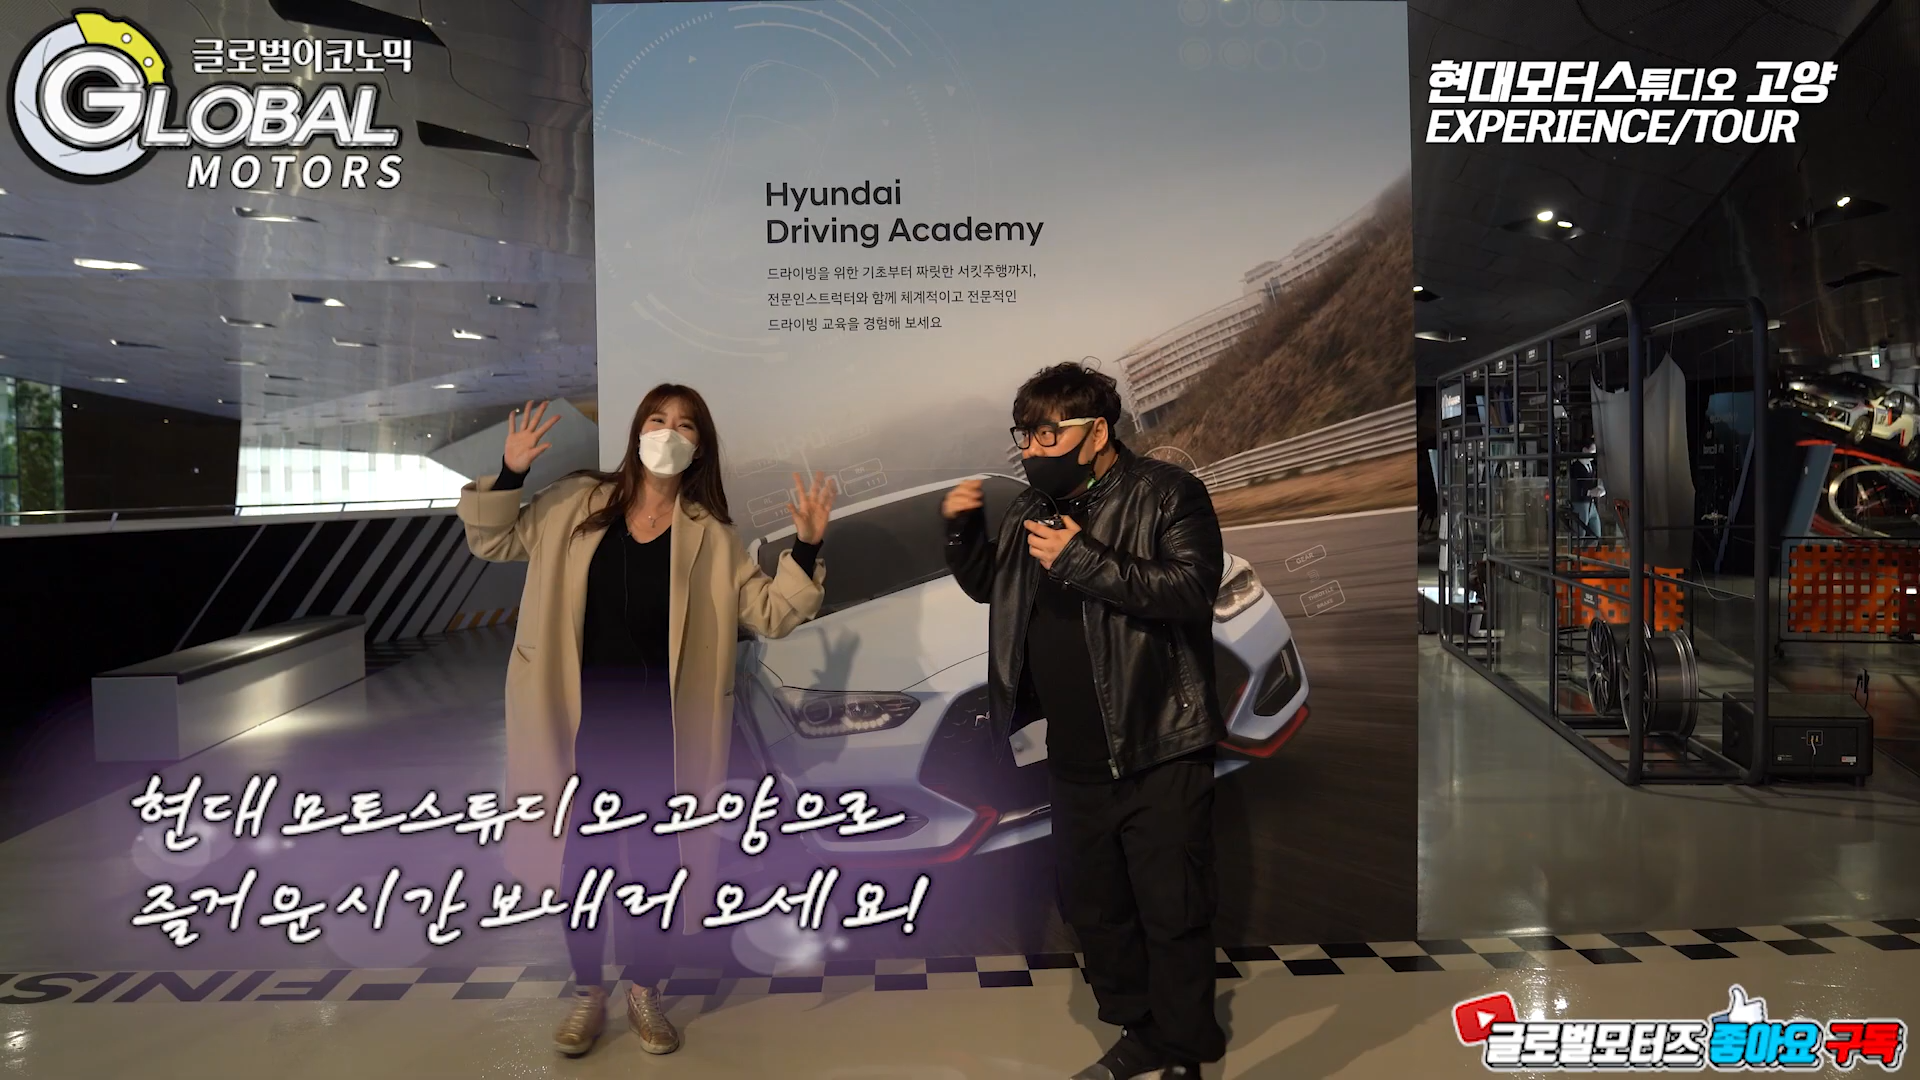 글로벌이코노믹
GLOBAL
MOTORS
현대모터스튜디오 고양
EXPERIENCE/TOUR
Hyundai
Driving Academy
드라이빙을 위한 기초부터 짜릿한 서킷주행까지,
전문인스트럭터와 함께 체계적이고 전문적인
드라이빙 교육을 경험해 보세요
GEAR
현대 모토스튜디오 고양으로
즐거운 시간 보내러 오세요!
FINIS
글로벌모터즈 좋아요 구독